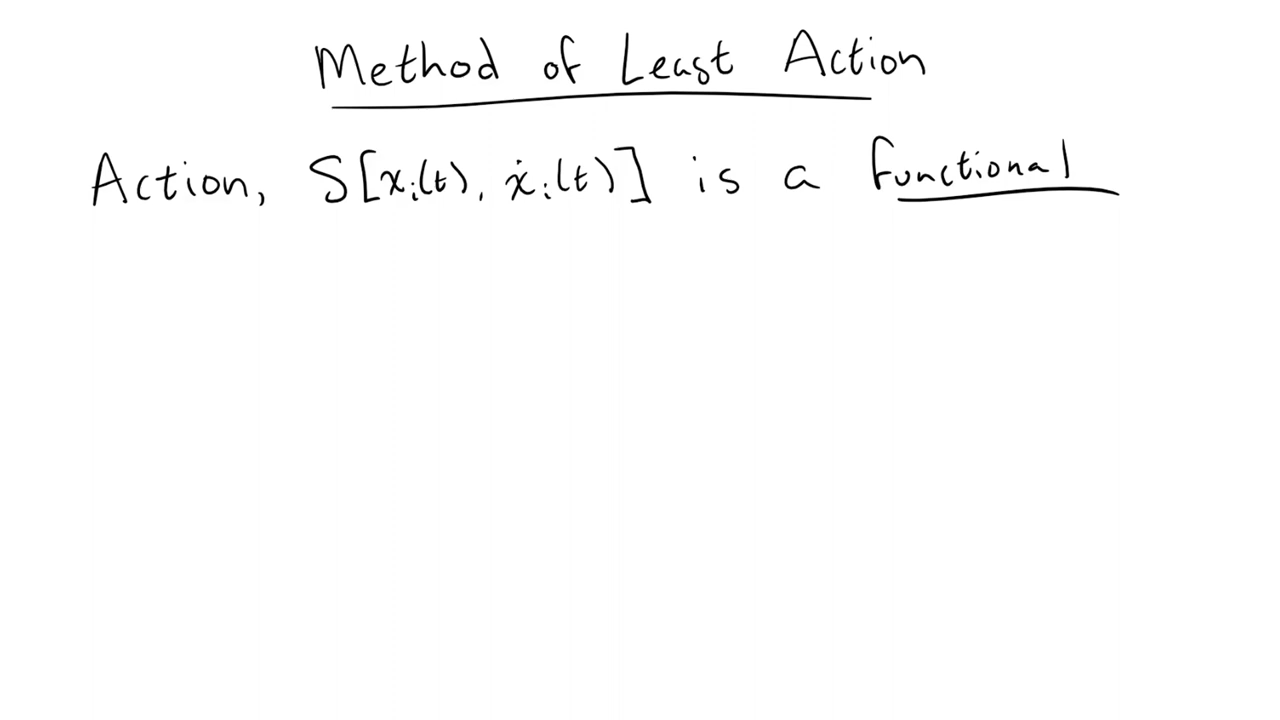 Method of Least Action
Action, S[xᵢ(t), ẋᵢ(t)] is a functional